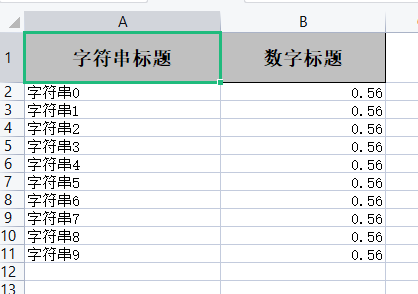 A B
1 字符串标题 数字标题
2 字符串0 0.56
3 字符串1 0.56
4 字符串2 0.56
5 字符串3 0.56
6 字符串4 0.56
7 字符串5 0.56
8 字符串6 0.56
9 字符串7 0.56
10 字符串8 0.56
11 字符串9 0.56
12
13